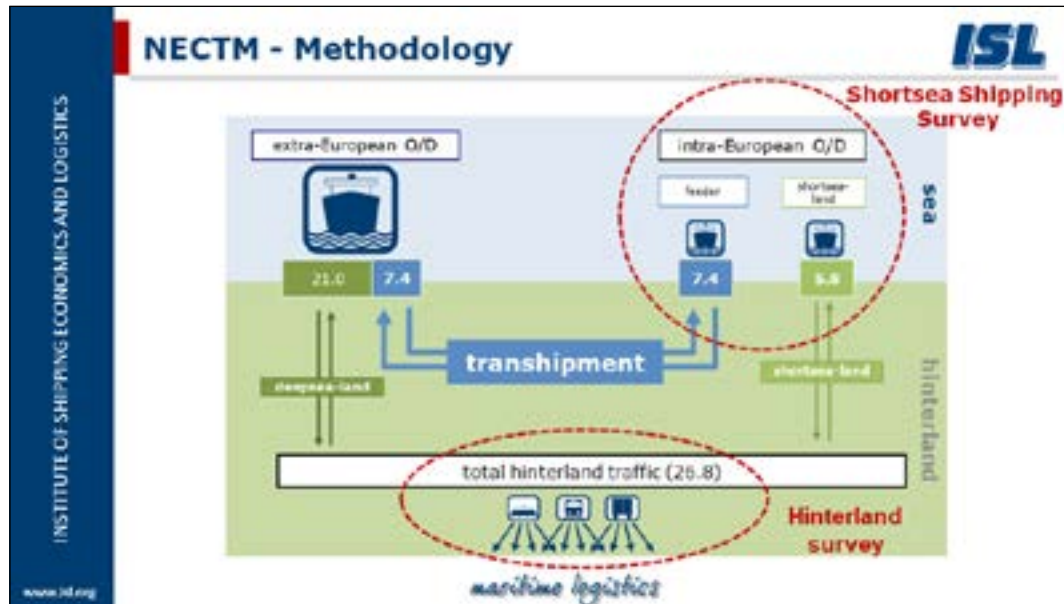 NECTM - Methodology
ISL
Shortsea Shipping
Survey
extra-European O/D
intra-European O/D
feeder
shortsea-
land
sea
21.0
7.4
7.4
transhipment
deepsea-land
shortsea-land
hinterland
total hinterland traffic (26.8)
Hinterland
survey
maritime logistics
INSTITUTE OF SHIPPING ECONOMICS AND LOGISTICS
www.isl.org